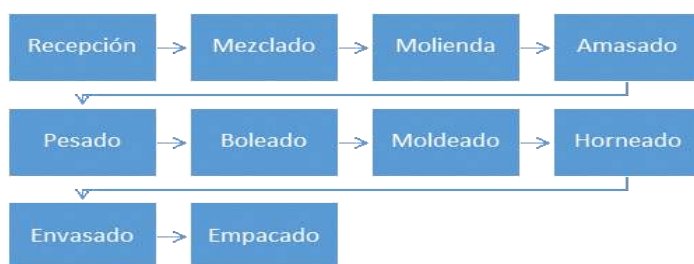 Recepción Mezclado Molienda Amasado
Pesado Boleado Moldeado Horneado
Envasado Empacado